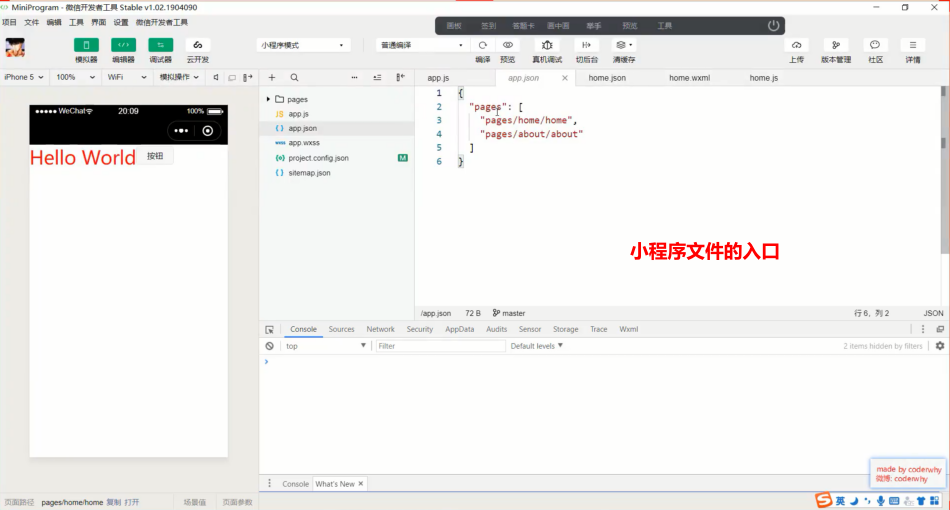 MiniProgram - 微信开发者工具 Stable v1.02.1904090
项目 文件 编辑 工具 界面 设置 微信开发者工具
画板 签到 答题卡 画中画 举手 预览 工具
模拟器 编辑器 调试器 云开发
小程序模式 普通编译
编译 预览 真机调试 切后台 清缓存
上传 版本管理 社区 详情
iPhone 5 100% WiFi 模拟操作
app.js app.json × home.json home.wxml home.js
WeChat 20:09 100%
Hello World 按钮
pages
JS app.js
{ } app.json
wxss app.wxss
{o} project.config.json M
{ } sitemap.json
1 {
2 "pages": [
3 "pages/home/home",
4 "pages/about/about"
5 ]
6 }
小程序文件的入口
/app.json 72 B master 行 6，列 2 JSON
Console Sources Network Security AppData Audits Sensor Storage Trace Wxml
top Filter Default levels 2 items hidden by filters
>
Console What's New ×
页面路径 pages/home/home 复制 打开 场景值 页面参数
made by coderwhy
微博: coderwhy
英